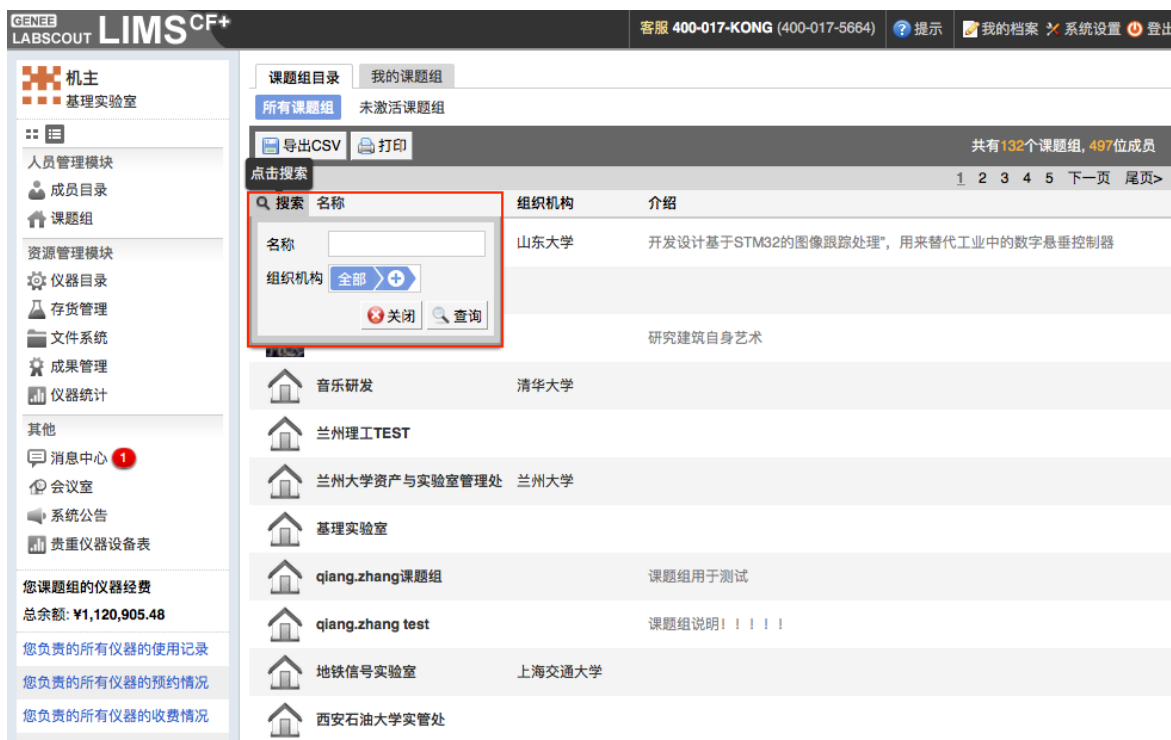 GENEE
LABSCOUT LIMS CF+
客服 400-017-KONG (400-017-5664) 提示 我的档案 系统设置 登出
机主
基理实验室
人员管理模块
成员目录
课题组
资源管理模块
仪器目录
存货管理
文件系统
成果管理
仪器统计
其他
消息中心 1
会议室
系统公告
贵重仪器设备表
您课题组的仪器经费
总余额: ¥1,120,905.48
您负责的所有仪器的使用记录
您负责的所有仪器的预约情况
您负责的所有仪器的收费情况
课题组目录 我的课题组
所有课题组 未激活课题组
导出CSV 打印 共有132个课题组, 497位成员
点击搜索
1 2 3 4 5 下一页 尾页>
搜索 名称 组织机构 介绍
名称
组织机构 全部
关闭 查询
山东大学 开发设计基于STM32的图像跟踪处理"，用来替代工业中的数字悬垂控制器
研究建筑自身艺术
音乐研发 清华大学
兰州理工TEST
兰州大学资产与实验室管理处 兰州大学
基理实验室
qiang.zhang课题组 课题组用于测试
qiang.zhang test 课题组说明！！！！！
地铁信号实验室 上海交通大学
西安石油大学实管处